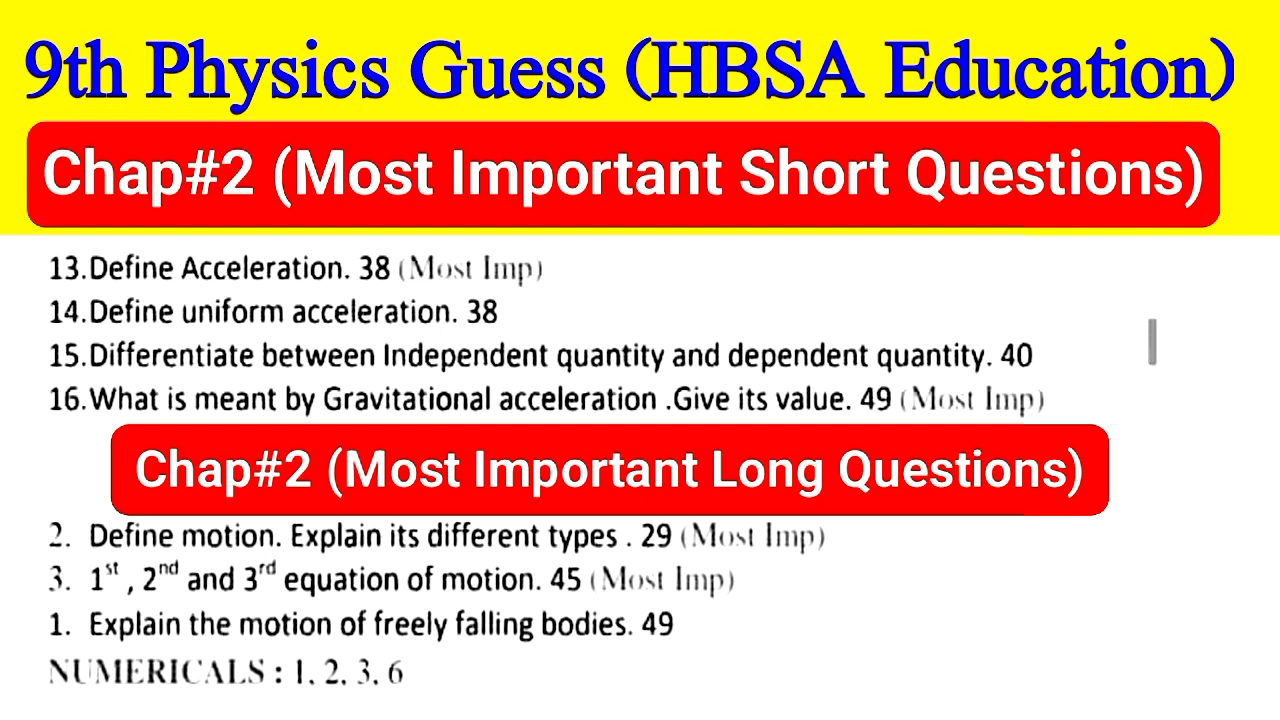 9th Physics Guess (HBSA Education)
Chap#2 (Most Important Short Questions)
13.Define Acceleration. 38 (Most Imp)
14.Define uniform acceleration. 38
15.Differentiate between Independent quantity and dependent quantity. 40
16.What is meant by Gravitational acceleration .Give its value. 49 (Most Imp)
Chap#2 (Most Important Long Questions)
2. Define motion. Explain its different types . 29 (Most Imp)
3. 1st , 2nd and 3rd equation of motion. 45 (Most Imp)
1. Explain the motion of freely falling bodies. 49
NUMERICALS : 1, 2, 3, 6